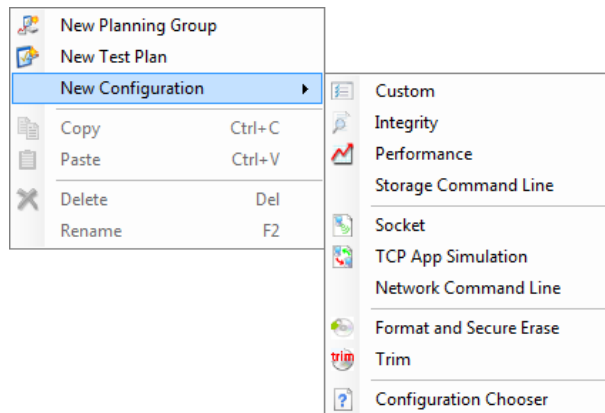 New Planning Group
New Test Plan
New Configuration
Copy Ctrl+C
Paste Ctrl+V
Delete Del
Rename F2
Custom
Integrity
Performance
Storage Command Line
Socket
TCP App Simulation
Network Command Line
Format and Secure Erase
trim Trim
Configuration Chooser